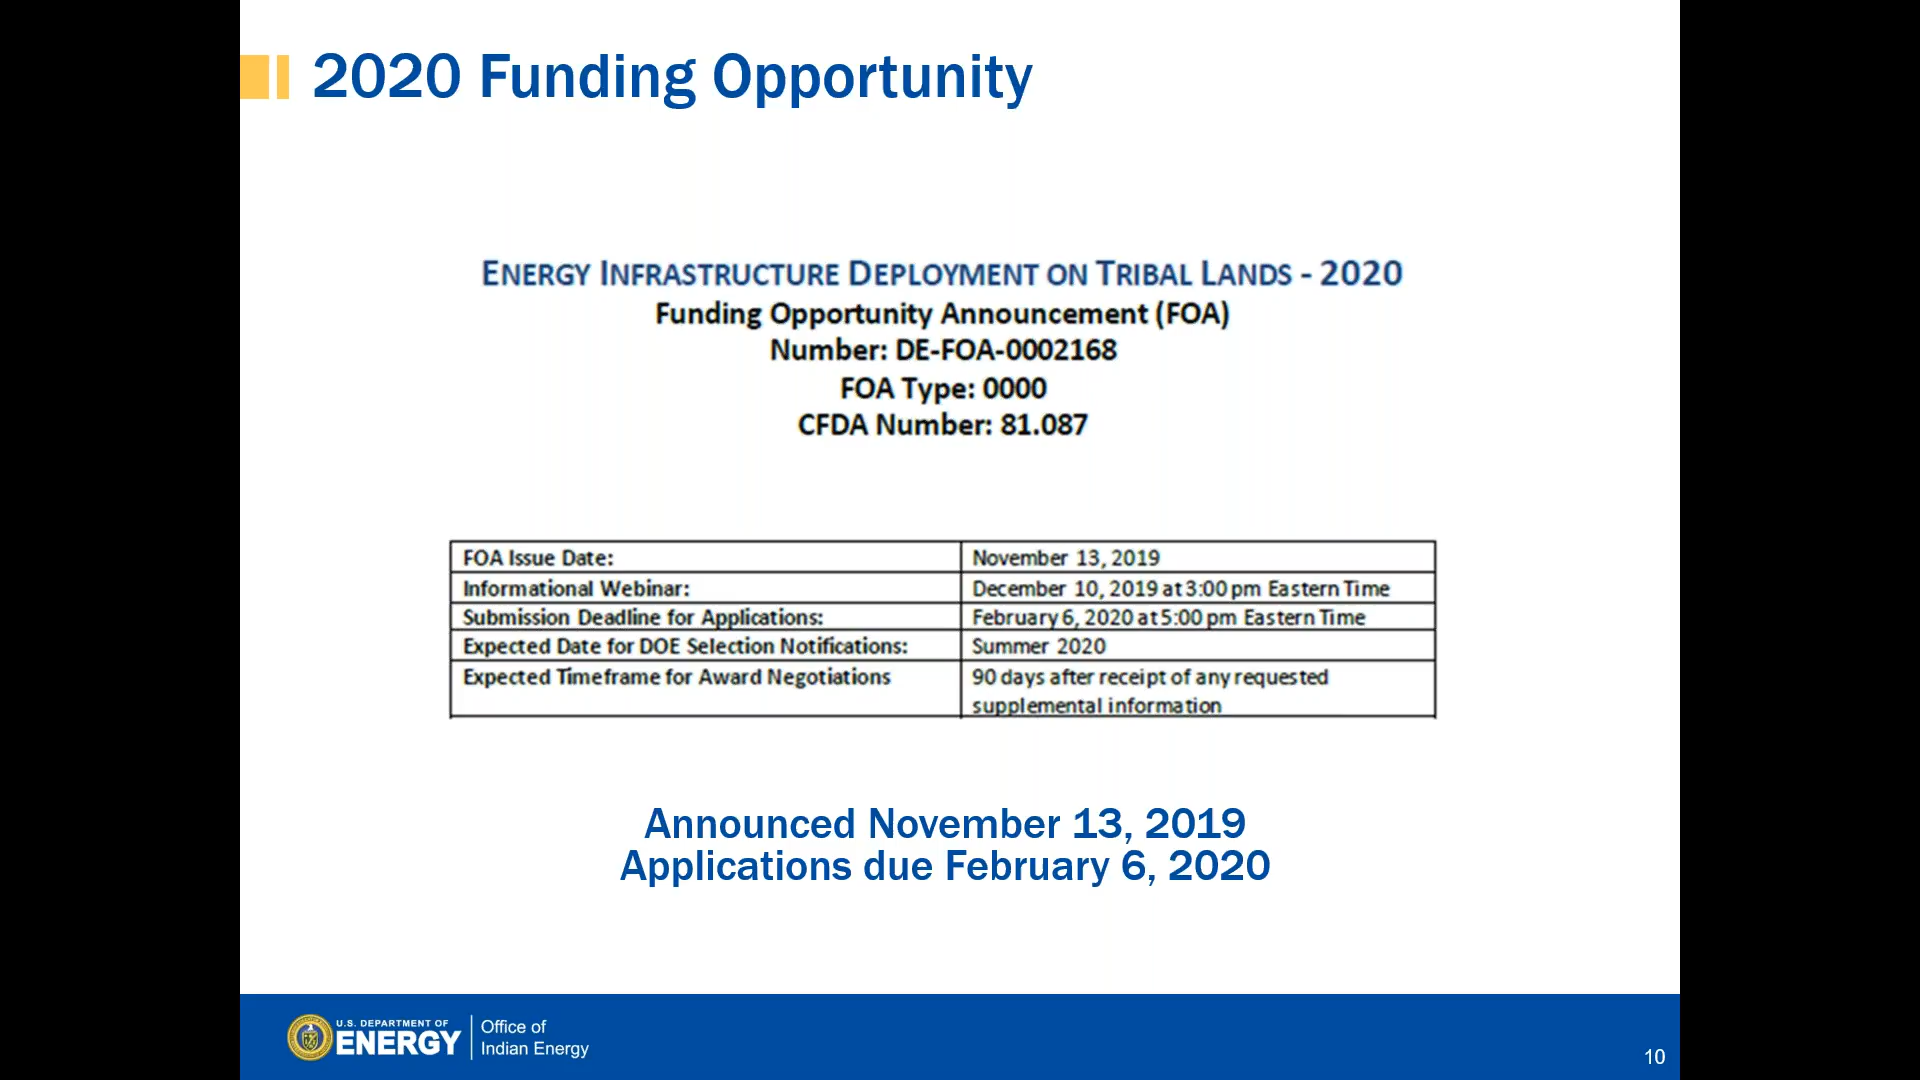 2020 Funding Opportunity
ENERGY INFRASTRUCTURE DEPLOYMENT ON TRIBAL LANDS - 2020
Funding Opportunity Announcement (FOA)
Number: DE-FOA-0002168
FOA Type: 0000
CFDA Number: 81.087
FOA Issue Date: November 13, 2019
Informational Webinar: December 10, 2019 at 3:00 pm Eastern Time
Submission Deadline for Applications: February 6, 2020 at 5:00 pm Eastern Time
Expected Date for DOE Selection Notifications: Summer 2020
Expected Timeframe for Award Negotiations 90 days after receipt of any requested
supplemental information
Announced November 13, 2019
Applications due February 6, 2020
U.S. DEPARTMENT OF
ENERGY
Office of
Indian Energy
10